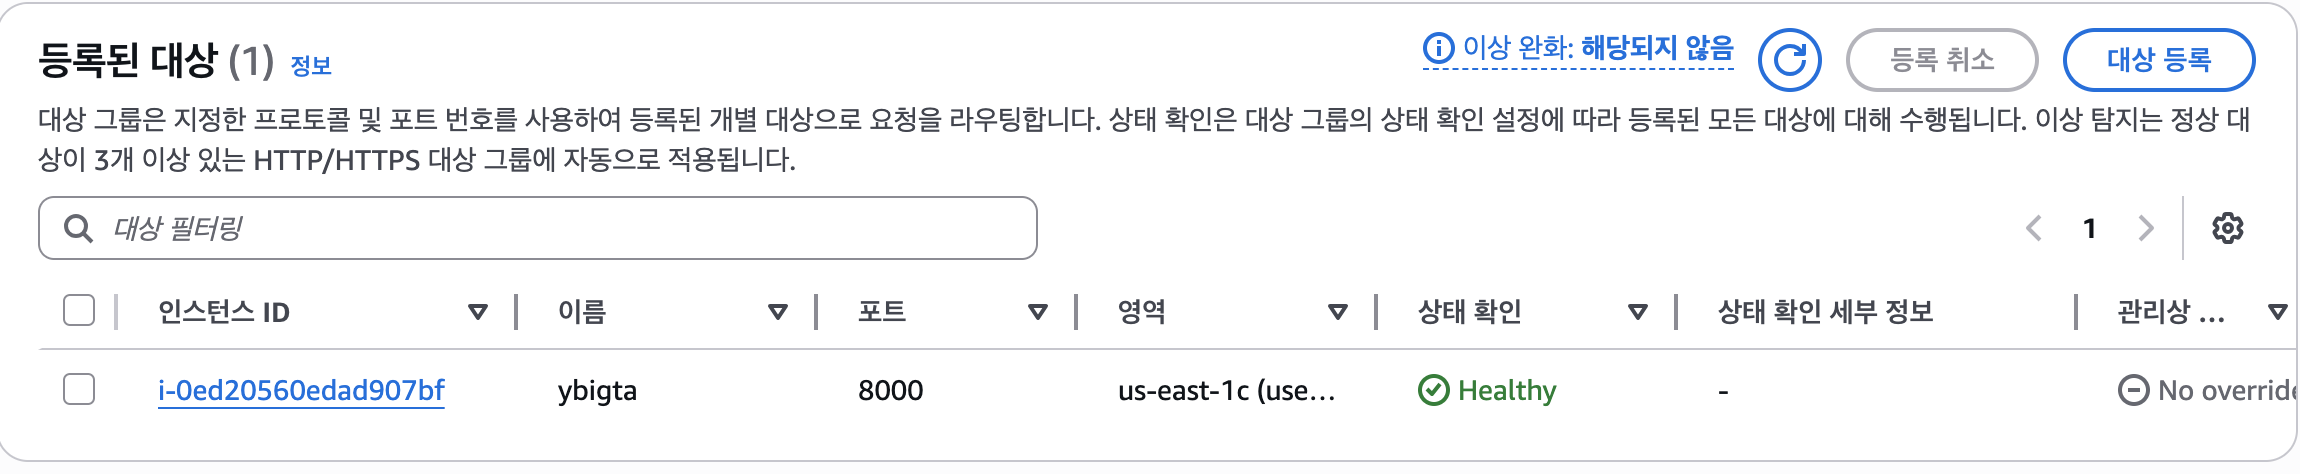 등록된 대상 (1) 정보
이상 완화: 해당되지 않음
등록 취소
대상 등록
대상 그룹은 지정한 프로토콜 및 포트 번호를 사용하여 등록된 개별 대상으로 요청을 라우팅합니다. 상태 확인은 대상 그룹의 상태 확인 설정에 따라 등록된 모든 대상에 대해 수행됩니다. 이상 탐지는 정상 대
상이 3개 이상 있는 HTTP/HTTPS 대상 그룹에 자동으로 적용됩니다.
대상 필터링
1
인스턴스 ID 이름 포트 영역 상태 확인 상태 확인 세부 정보 관리상 ...
i-0ed20560edad907bf ybigta 8000 us-east-1c (use... Healthy - No override